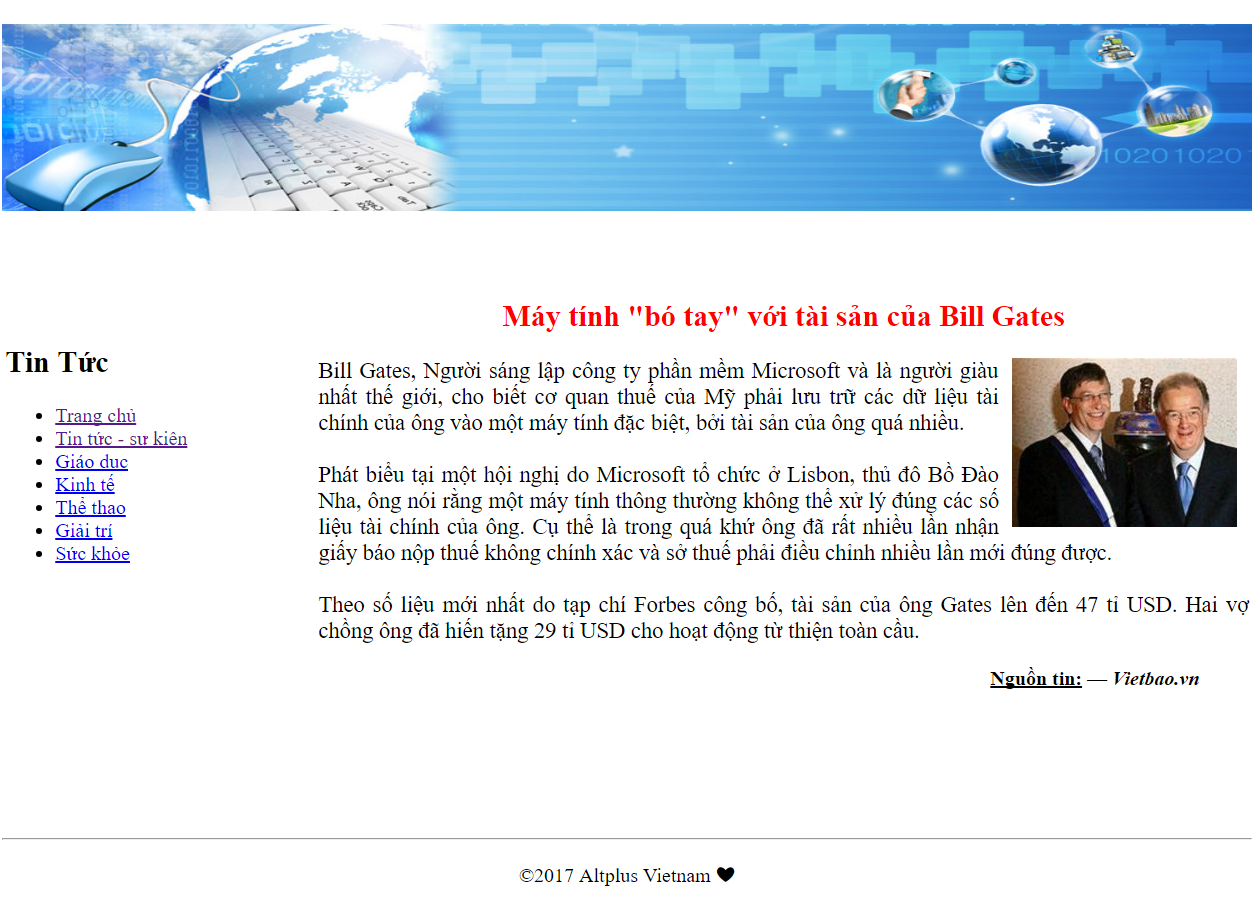 Máy tính "bó tay" với tài sản của Bill Gates
Tin Tức
Trang chủ
Tin tức - sự kiện
Giáo dục
Kinh tế
Thể thao
Giải trí
Sức khỏe
Bill Gates, Người sáng lập công ty phần mềm Microsoft và là người giàu
nhất thế giới, cho biết cơ quan thuế của Mỹ phải lưu trữ các dữ liệu tài
chính của ông vào một máy tính đặc biệt, bởi tài sản của ông quá nhiều.
Phát biểu tại một hội nghị do Microsoft tổ chức ở Lisbon, thủ đô Bồ Đào
Nha, ông nói rằng một máy tính thông thường không thể xử lý đúng các số
liệu tài chính của ông. Cụ thể là trong quá khứ ông đã rất nhiều lần nhận
giấy báo nộp thuế không chính xác và sở thuế phải điều chỉnh nhiều lần mới đúng được.
Theo số liệu mới nhất do tạp chí Forbes công bố, tài sản của ông Gates lên đến 47 tỉ USD. Hai vợ
chồng ông đã hiến tặng 29 tỉ USD cho hoạt động từ thiện toàn cầu.
Nguồn tin: — Vietbao.vn
©2017 Altplus Vietnam ♥